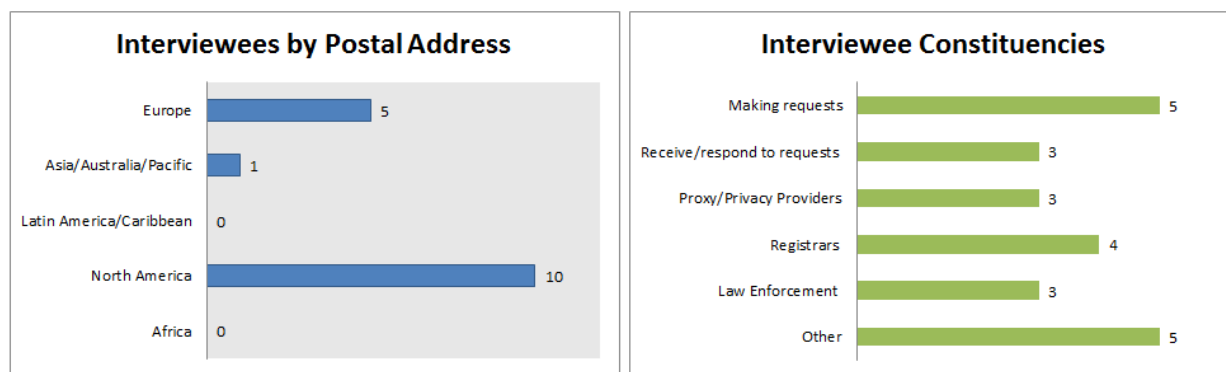 Interviewees by Postal Address
Europe 5
Asia/Australia/Pacific 1
Latin America/Caribbean 0
North America 10
Africa 0
Interviewee Constituencies
Making requests 5
Receive/respond to requests 3
Proxy/Privacy Providers 3
Registrars 4
Law Enforcement 3
Other 5